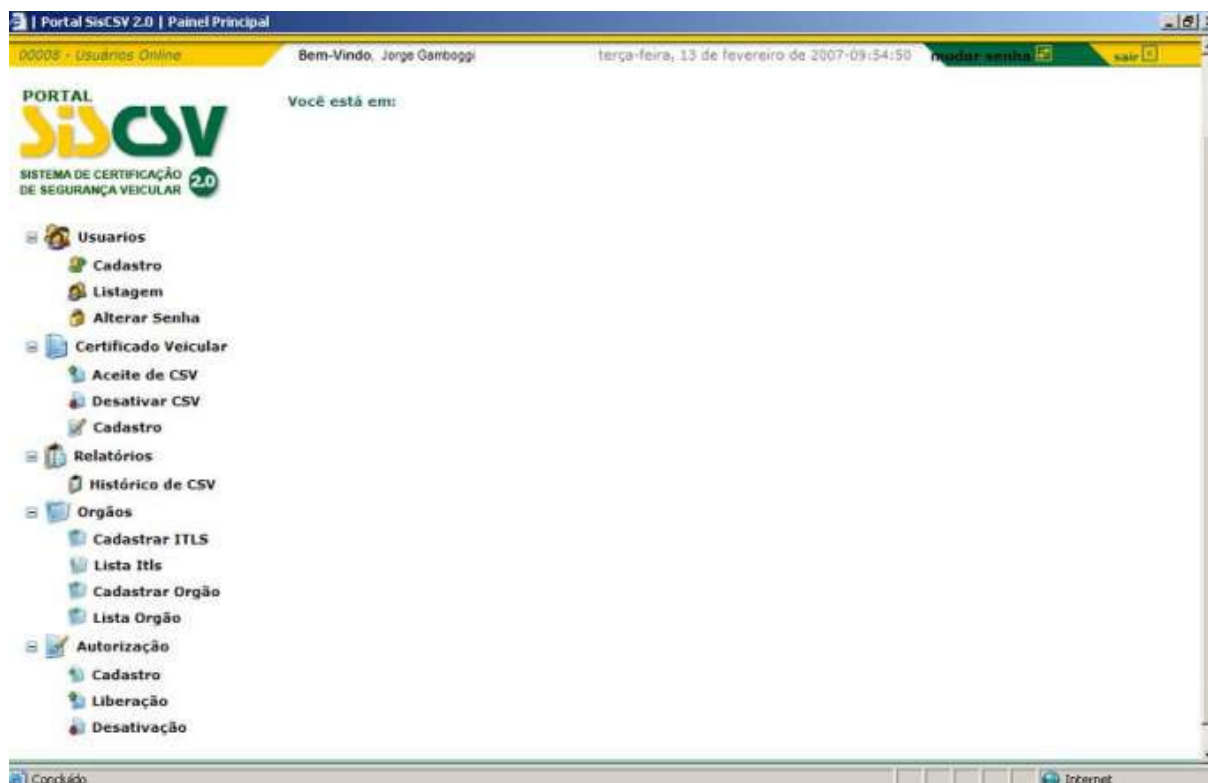 | Portal SisCSV 2.0 | Painel Principal
00008 - Usuários Online Bem-Vindo, Jorge Gamboggi terça-feira, 13 de fevereiro de 2007-09:54:50 mudar senha sair
PORTAL
SisCSV
SISTEMA DE CERTIFICAÇÃO
DE SEGURANÇA VEICULAR 2.0
Você está em:
Usuarios
Cadastro
Listagem
Alterar Senha
Certificado Veicular
Aceite de CSV
Desativar CSV
Cadastro
Relatórios
Histórico de CSV
Orgãos
Cadastrar ITLS
Lista Itls
Cadastrar Orgão
Lista Orgão
Autorização
Cadastro
Liberação
Desativação
Concluído Internet